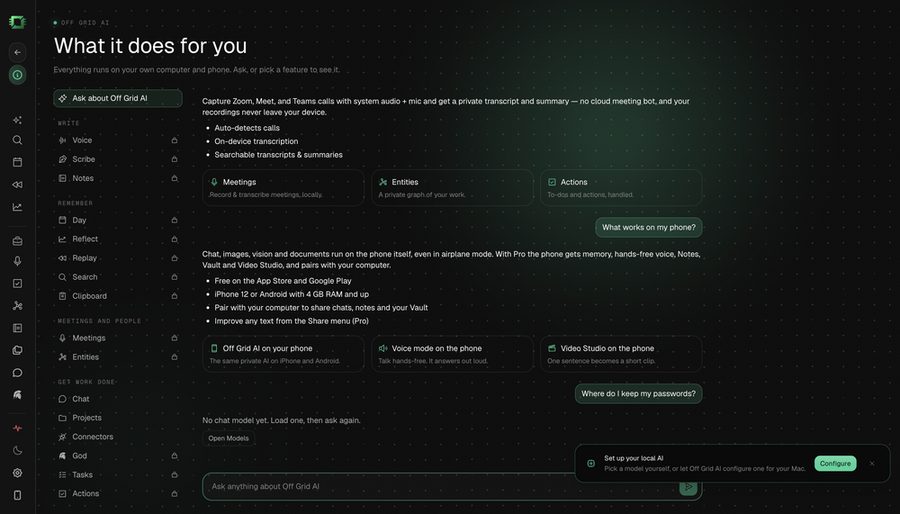 OFF GRID AI
What it does for you
Everything runs on your own computer and phone. Ask, or pick a feature to see it.
Ask about Off Grid AI
WRITE
Voice
Scribe
Notes
REMEMBER
Day
Reflect
Replay
Search
Clipboard
MEETINGS AND PEOPLE
Meetings
Entities
GET WORK DONE
Chat
Projects
Connectors
God
Tasks
Actions
Capture Zoom, Meet, and Teams calls with system audio + mic and get a private transcript and summary — no cloud meeting bot, and your
recordings never leave your device.
• Auto-detects calls
• On-device transcription
• Searchable transcripts & summaries
Meetings
Record & transcribe meetings, locally.
Entities
A private graph of your work.
Actions
To-dos and actions, handled.
What works on my phone?
Chat, images, vision and documents run on the phone itself, even in airplane mode. With Pro the phone gets memory, hands-free voice, Notes,
Vault and Video Studio, and pairs with your computer.
• Free on the App Store and Google Play
• iPhone 12 or Android with 4 GB RAM and up
• Pair with your computer to share chats, notes and your Vault
• Improve any text from the Share menu (Pro)
Off Grid AI on your phone
The same private AI on iPhone and Android.
Voice mode on the phone
Talk hands-free. It answers out loud.
Video Studio on the phone
One sentence becomes a short clip.
Where do I keep my passwords?
No chat model yet. Load one, then ask again.
Open Models
Set up your local AI
Pick a model yourself, or let Off Grid AI configure one for your Mac.
Configure
Ask anything about Off Grid AI